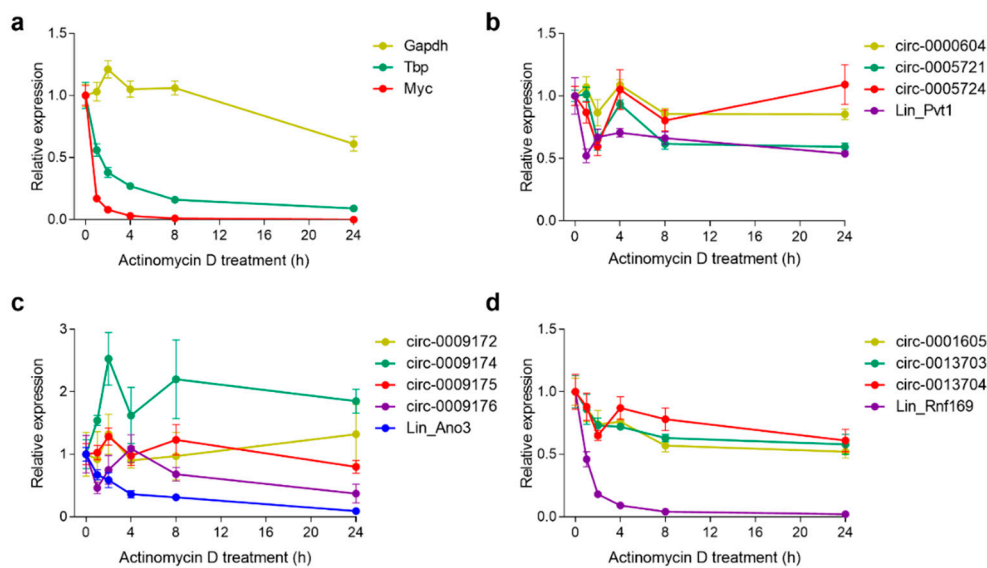 a
1.5
1.0
0.5
0.0
Relative expression
0 4 8 12 16 20 24
Actinomycin D treatment (h)
Gapdh
Tbp
Myc
b
1.5
1.0
0.5
0.0
Relative expression
0 4 8 12 16 20 24
Actinomycin D treatment (h)
circ-0000604
circ-0005721
circ-0005724
Lin_Pvt1
c
3
2
1
0
Relative expression
0 4 8 12 16 20 24
Actinomycin D treatment (h)
circ-0009172
circ-0009174
circ-0009175
circ-0009176
Lin_Ano3
d
1.5
1.0
0.5
0.0
Relative expression
0 4 8 12 16 20 24
Actinomycin D treatment (h)
circ-0001605
circ-0013703
circ-0013704
Lin_Rnf169